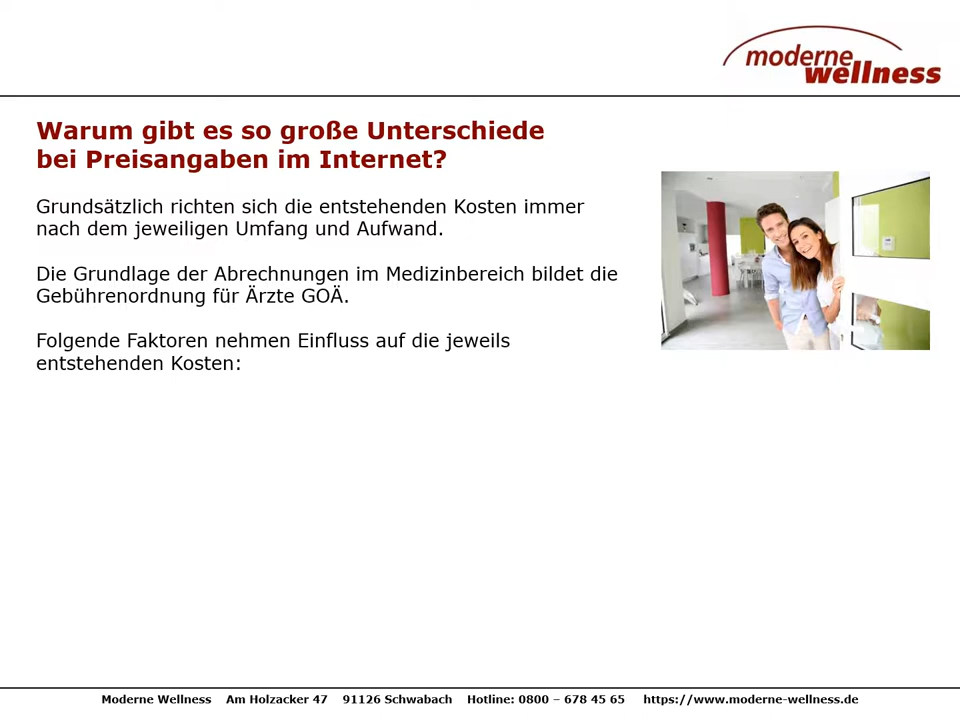 moderne
wellness
Warum gibt es so große Unterschiede
bei Preisangaben im Internet?
Grundsätzlich richten sich die entstehenden Kosten immer
nach dem jeweiligen Umfang und Aufwand.
Die Grundlage der Abrechnungen im Medizinbereich bildet die
Gebührenordnung für Ärzte GOÄ.
Folgende Faktoren nehmen Einfluss auf die jeweils
entstehenden Kosten:
Moderne Wellness Am Holzacker 47 91126 Schwabach Hotline: 0800 – 678 45 65 https://www.moderne-wellness.de